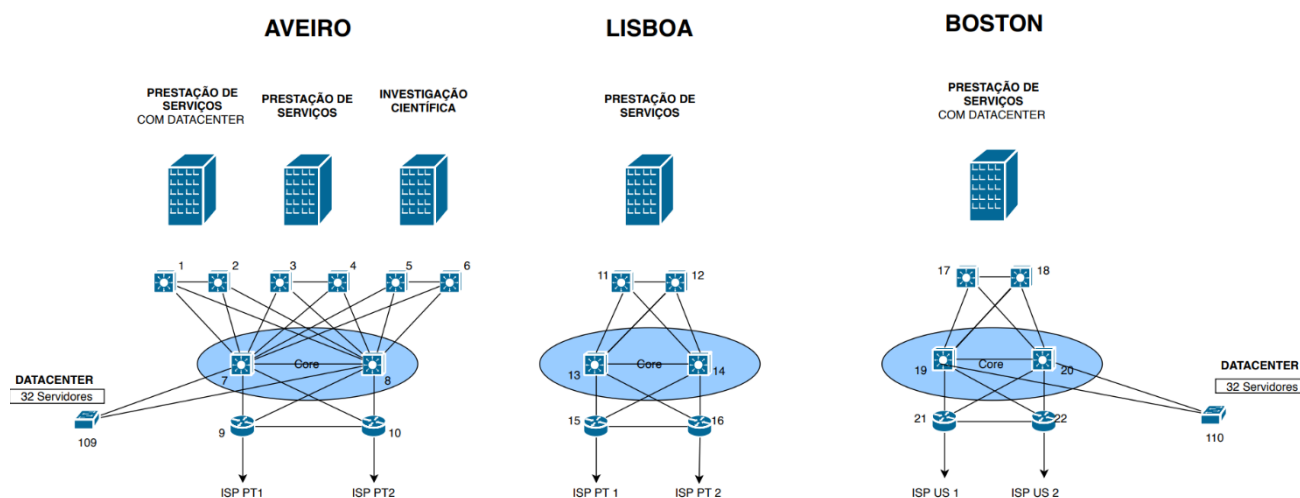 AVEIRO
LISBOA
BOSTON
PRESTAÇÃO DE
SERVIÇOS
COM DATACENTER
PRESTAÇÃO DE
SERVIÇOS
INVESTIGAÇÃO
CIENTÍFICA
PRESTAÇÃO DE
SERVIÇOS
PRESTAÇÃO DE
SERVIÇOS
COM DATACENTER
1
2
3
4
5
6
11
12
17
18
Core
7
8
Core
13
14
Core
19
20
DATACENTER
32 Servidores
109
DATACENTER
32 Servidores
110
9
10
15
16
21
22
ISP PT1
ISP PT2
ISP PT 1
ISP PT 2
ISP US 1
ISP US 2